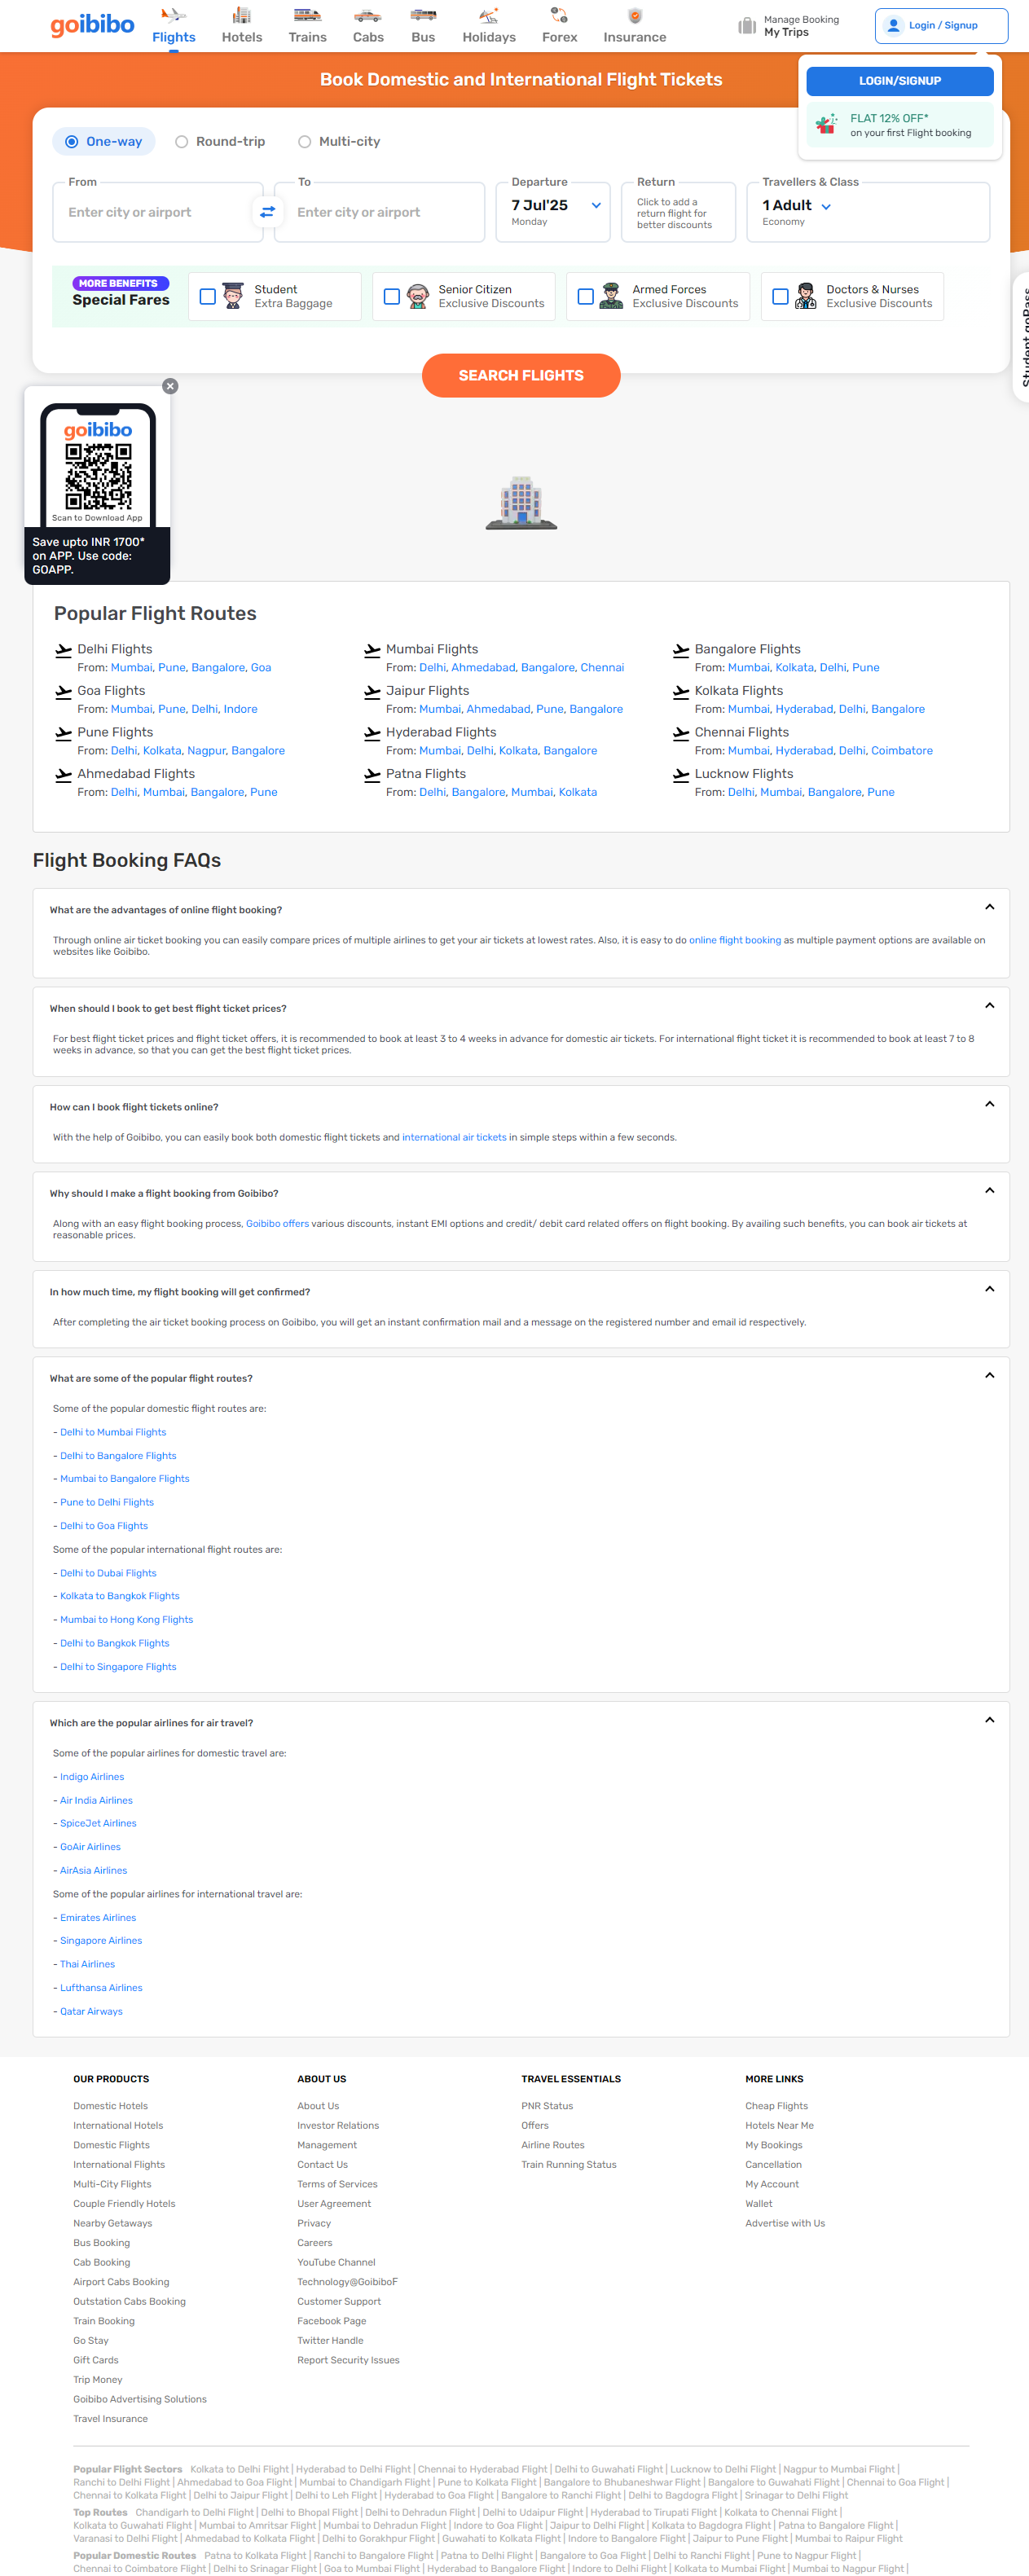 goibibo
Flights
Hotels
Trains
Cabs
Bus
Holidays
Forex
Insurance
Manage Booking
My Trips
Login / Signup
Book Domestic and International Flight Tickets
LOGIN/SIGNUP
FLAT 12% OFF*
on your first Flight booking
One-way
Round-trip
Multi-city
From
Enter city or airport
To
Enter city or airport
Departure
7 Jul'25
Monday
Return
Click to add a
return flight for
better discounts
Travellers & Class
1 Adult
Economy
MORE BENEFITS
Special Fares
Student
Extra Baggage
Senior Citizen
Exclusive Discounts
Armed Forces
Exclusive Discounts
Doctors & Nurses
Exclusive Discounts
Student goPass
SEARCH FLIGHTS
goibibo
Scan to Download App
Save upto INR 1700*
on APP. Use code:
GOAPP.
Popular Flight Routes
Delhi Flights
From: Mumbai, Pune, Bangalore, Goa
Mumbai Flights
From: Delhi, Ahmedabad, Bangalore, Chennai
Bangalore Flights
From: Mumbai, Kolkata, Delhi, Pune
Goa Flights
From: Mumbai, Pune, Delhi, Indore
Jaipur Flights
From: Mumbai, Ahmedabad, Pune, Bangalore
Kolkata Flights
From: Mumbai, Hyderabad, Delhi, Bangalore
Pune Flights
From: Delhi, Kolkata, Nagpur, Bangalore
Hyderabad Flights
From: Mumbai, Delhi, Kolkata, Bangalore
Chennai Flights
From: Mumbai, Hyderabad, Delhi, Coimbatore
Ahmedabad Flights
From: Delhi, Mumbai, Bangalore, Pune
Patna Flights
From: Delhi, Bangalore, Mumbai, Kolkata
Lucknow Flights
From: Delhi, Mumbai, Bangalore, Pune
Flight Booking FAQs
What are the advantages of online flight booking?
Through online air ticket booking you can easily compare prices of multiple airlines to get your air tickets at lowest rates. Also, it is easy to do online flight booking as multiple payment options are available on
websites like Goibibo.
When should I book to get best flight ticket prices?
For best flight ticket prices and flight ticket offers, it is recommended to book at least 3 to 4 weeks in advance for domestic air tickets. For international flight ticket it is recommended to book at least 7 to 8
weeks in advance, so that you can get the best flight ticket prices.
How can I book flight tickets online?
With the help of Goibibo, you can easily book both domestic flight tickets and international air tickets in simple steps within a few seconds.
Why should I make a flight booking from Goibibo?
Along with an easy flight booking process, Goibibo offers various discounts, instant EMI options and credit/ debit card related offers on flight booking. By availing such benefits, you can book air tickets at
reasonable prices.
In how much time, my flight booking will get confirmed?
After completing the air ticket booking process on Goibibo, you will get an instant confirmation mail and a message on the registered number and email id respectively.
What are some of the popular flight routes?
Some of the popular domestic flight routes are:
- Delhi to Mumbai Flights
- Delhi to Bangalore Flights
- Mumbai to Bangalore Flights
- Pune to Delhi Flights
- Delhi to Goa Flights
Some of the popular international flight routes are:
- Delhi to Dubai Flights
- Kolkata to Bangkok Flights
- Mumbai to Hong Kong Flights
- Delhi to Bangkok Flights
- Delhi to Singapore Flights
Which are the popular airlines for air travel?
Some of the popular airlines for domestic travel are:
- Indigo Airlines
- Air India Airlines
- SpiceJet Airlines
- GoAir Airlines
- AirAsia Airlines
Some of the popular airlines for international travel are:
- Emirates Airlines
- Singapore Airlines
- Thai Airlines
- Lufthansa Airlines
- Qatar Airways
OUR PRODUCTS
Domestic Hotels
International Hotels
Domestic Flights
International Flights
Multi-City Flights
Couple Friendly Hotels
Nearby Getaways
Bus Booking
Cab Booking
Airport Cabs Booking
Outstation Cabs Booking
Train Booking
Go Stay
Gift Cards
Trip Money
Goibibo Advertising Solutions
Travel Insurance
ABOUT US
About Us
Investor Relations
Management
Contact Us
Terms of Services
User Agreement
Privacy
Careers
YouTube Channel
Technology@GoibiboF
Customer Support
Facebook Page
Twitter Handle
Report Security Issues
TRAVEL ESSENTIALS
PNR Status
Offers
Airline Routes
Train Running Status
MORE LINKS
Cheap Flights
Hotels Near Me
My Bookings
Cancellation
My Account
Wallet
Advertise with Us
Popular Flight Sectors Kolkata to Delhi Flight | Hyderabad to Delhi Flight | Chennai to Hyderabad Flight | Delhi to Guwahati Flight | Lucknow to Delhi Flight | Nagpur to Mumbai Flight |
Ranchi to Delhi Flight | Ahmedabad to Goa Flight | Mumbai to Chandigarh Flight | Pune to Kolkata Flight | Bangalore to Bhubaneshwar Flight | Bangalore to Guwahati Flight | Chennai to Goa Flight |
Chennai to Kolkata Flight | Delhi to Jaipur Flight | Delhi to Leh Flight | Hyderabad to Goa Flight | Bangalore to Ranchi Flight | Delhi to Bagdogra Flight | Srinagar to Delhi Flight
Top Routes Chandigarh to Delhi Flight | Delhi to Bhopal Flight | Delhi to Dehradun Flight | Delhi to Udaipur Flight | Hyderabad to Tirupati Flight | Kolkata to Chennai Flight |
Kolkata to Guwahati Flight | Mumbai to Amritsar Flight | Mumbai to Dehradun Flight | Indore to Goa Flight | Jaipur to Delhi Flight | Kolkata to Bagdogra Flight | Patna to Bangalore Flight |
Varanasi to Delhi Flight | Ahmedabad to Kolkata Flight | Delhi to Gorakhpur Flight | Guwahati to Kolkata Flight | Indore to Bangalore Flight | Jaipur to Pune Flight | Mumbai to Raipur Flight
Popular Domestic Routes Patna to Kolkata Flight | Ranchi to Bangalore Flight | Patna to Delhi Flight | Bangalore to Goa Flight | Delhi to Ranchi Flight | Pune to Nagpur Flight |
Chennai to Coimbatore Flight | Delhi to Srinagar Flight | Goa to Mumbai Flight | Hyderabad to Bangalore Flight | Indore to Delhi Flight | Kolkata to Mumbai Flight | Mumbai to Nagpur Flight |